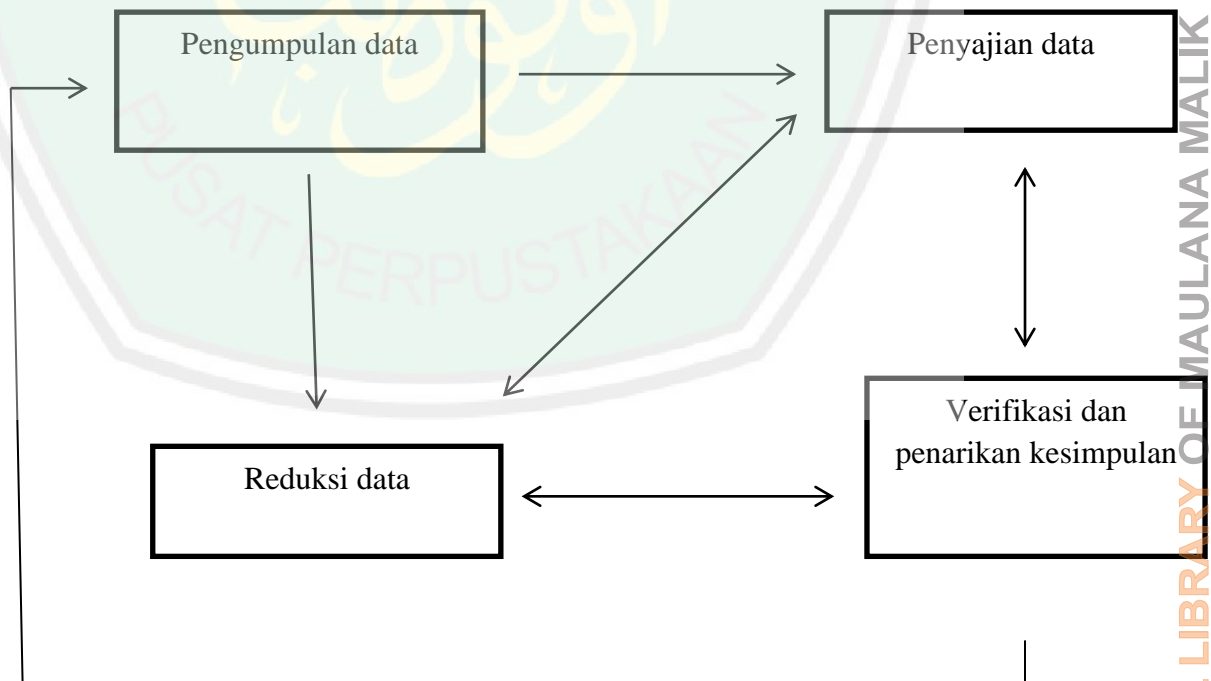 Pengumpulan data
Penyajian data
Verifikasi dan
penarikan kesimpulan
Reduksi data
PUSAT PERPUSTAKAAN
LIBRARY OF MAULANA MALIK